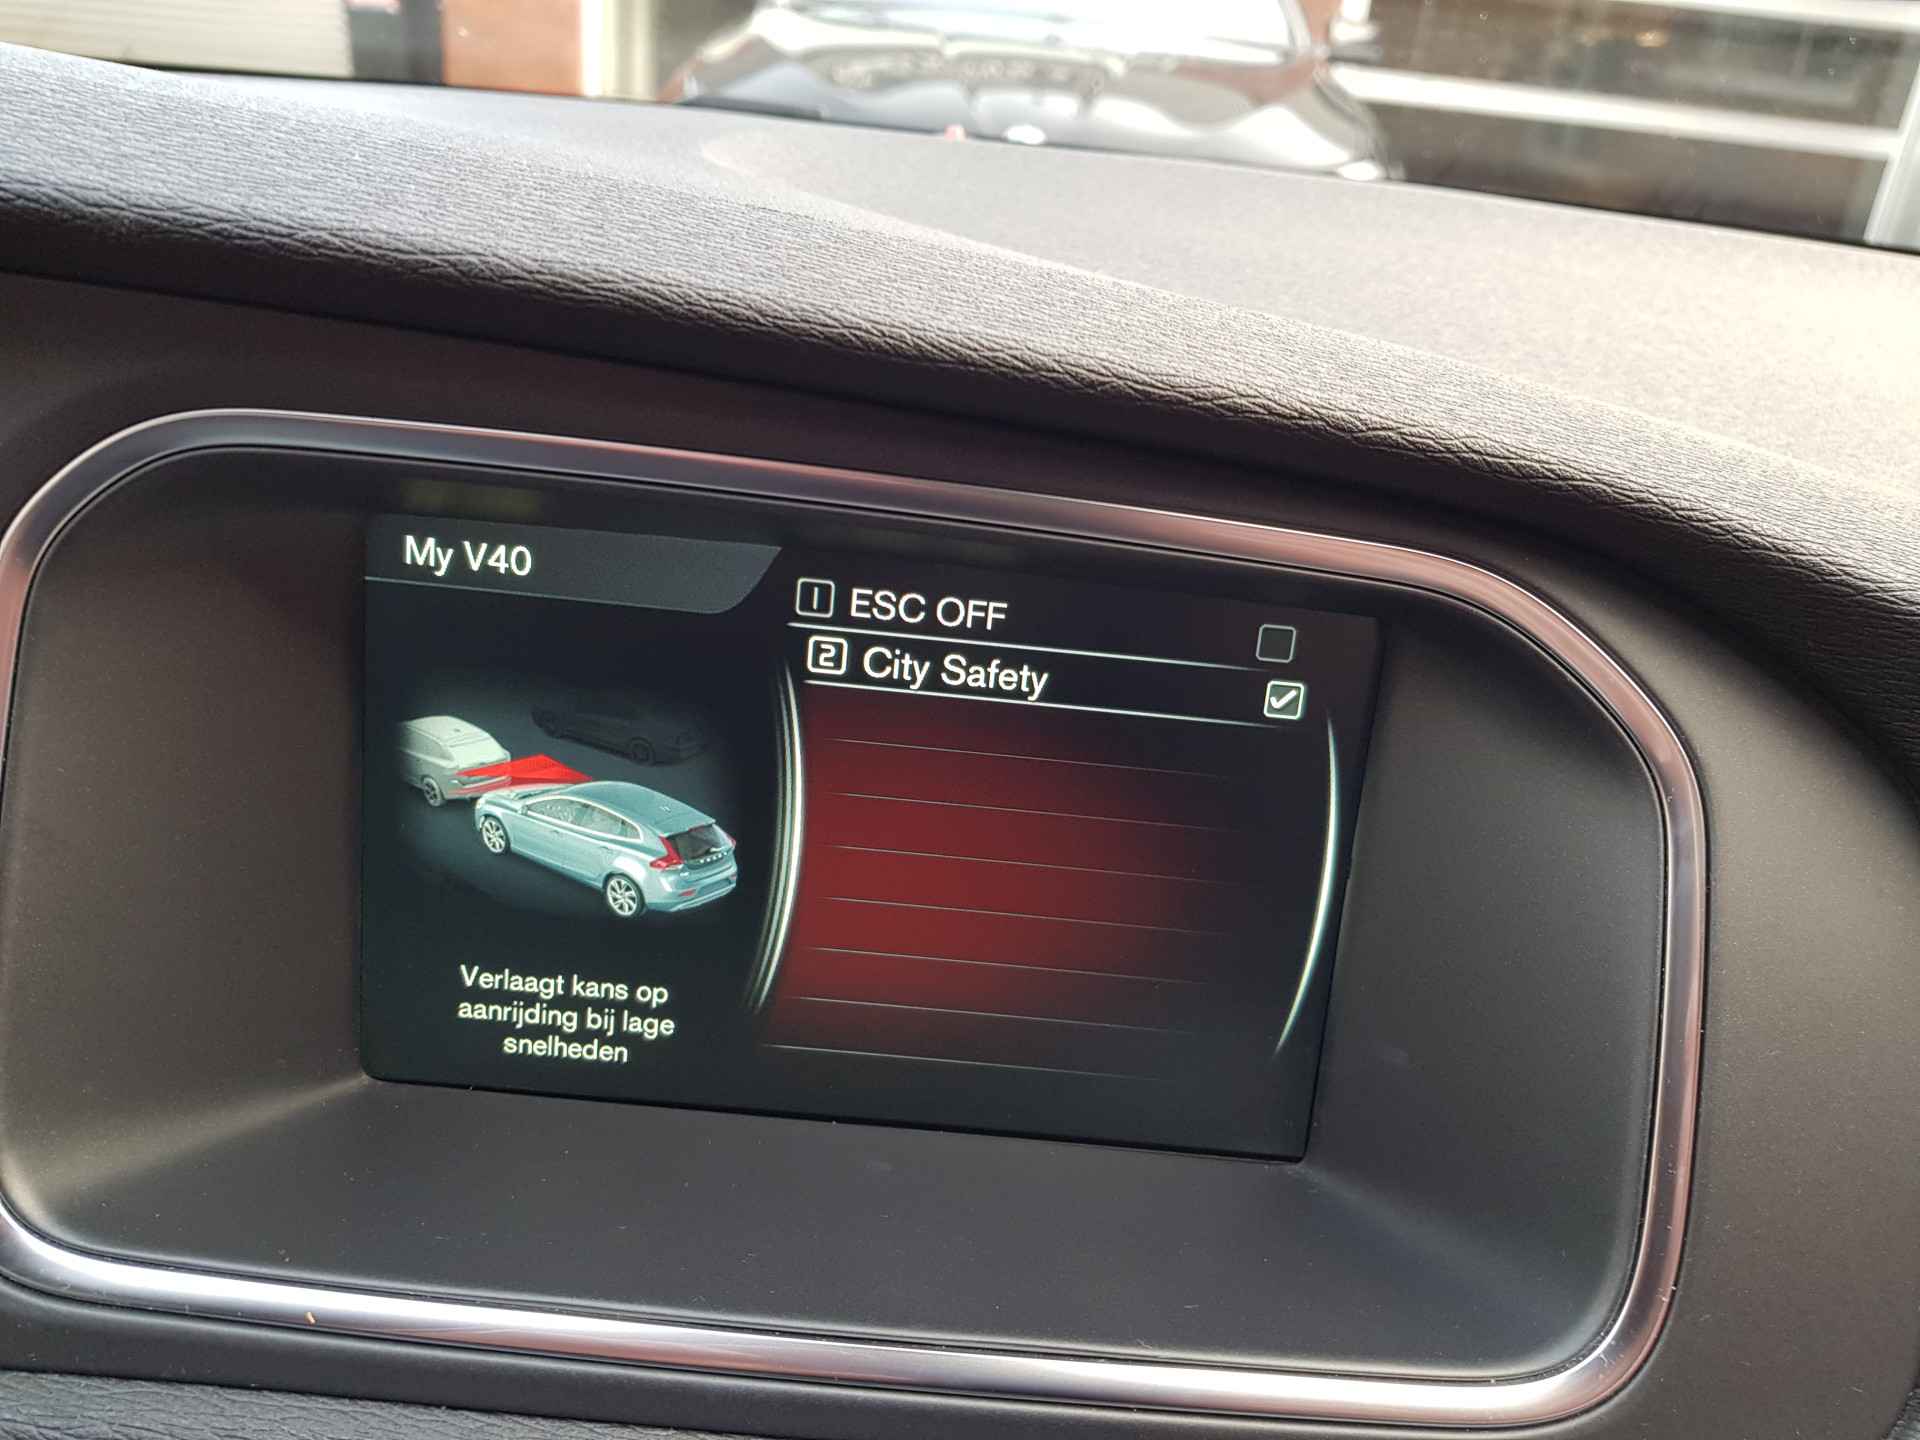 My V40
1 ESC OFF
2 City Safety
Verlaagt kans op
aanrijding bij lage
snelheden